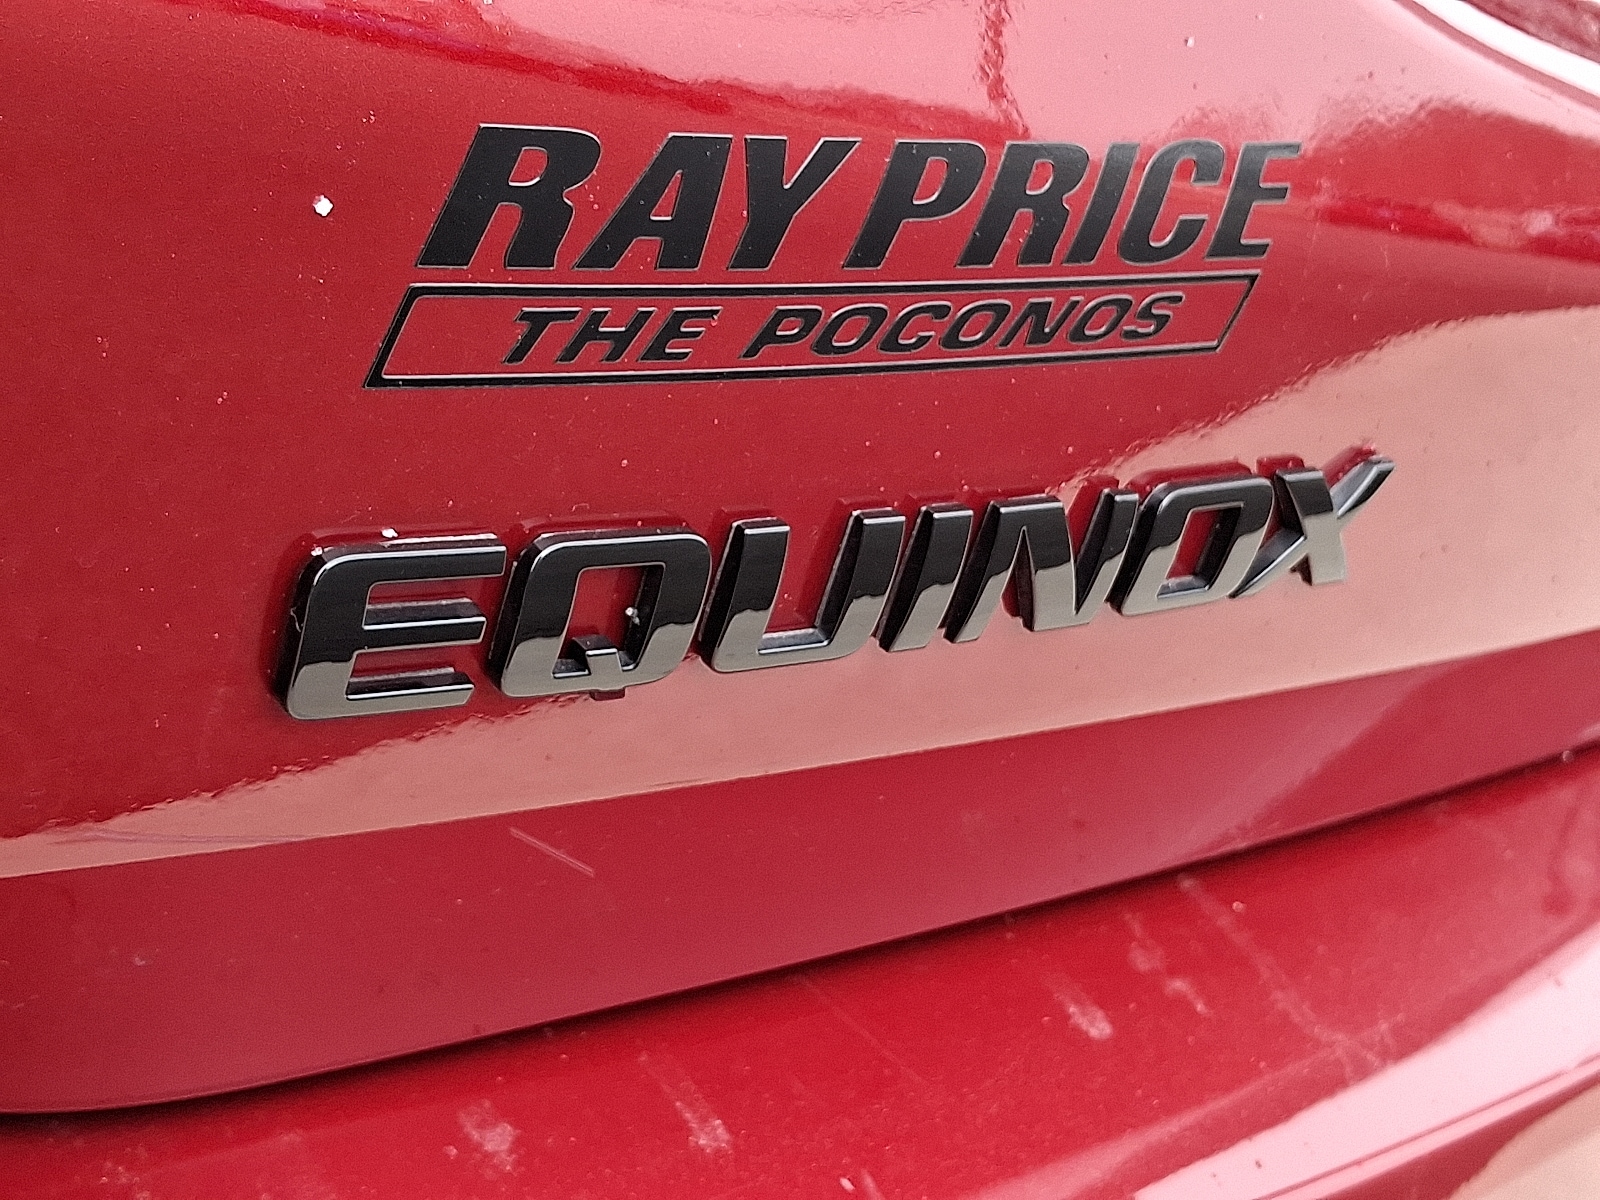 RAY PRICE
THE POCONOS
EQUINOX